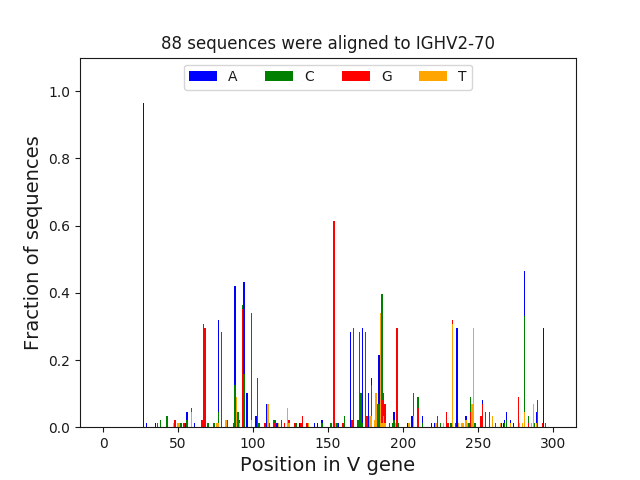 88 sequences were aligned to IGHV2-70
A C G T
1.0
0.8
0.6
0.4
0.2
0.0
Fraction of sequences
0 50 100 150 200 250 300
Position in V gene